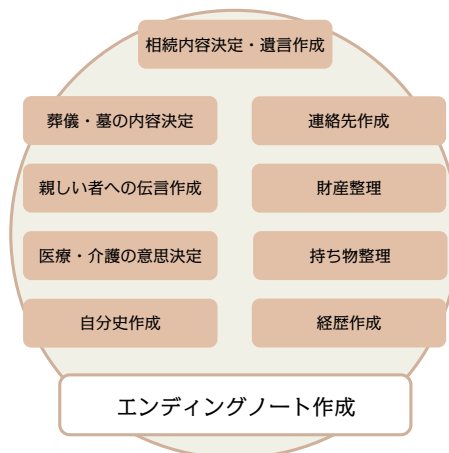 相続内容決定・遺言作成
葬儀・墓の内容決定
連絡先作成
親しい者への伝言作成
財産整理
医療・介護の意思決定
持ち物整理
自分史作成
経歴作成
エンディングノート作成